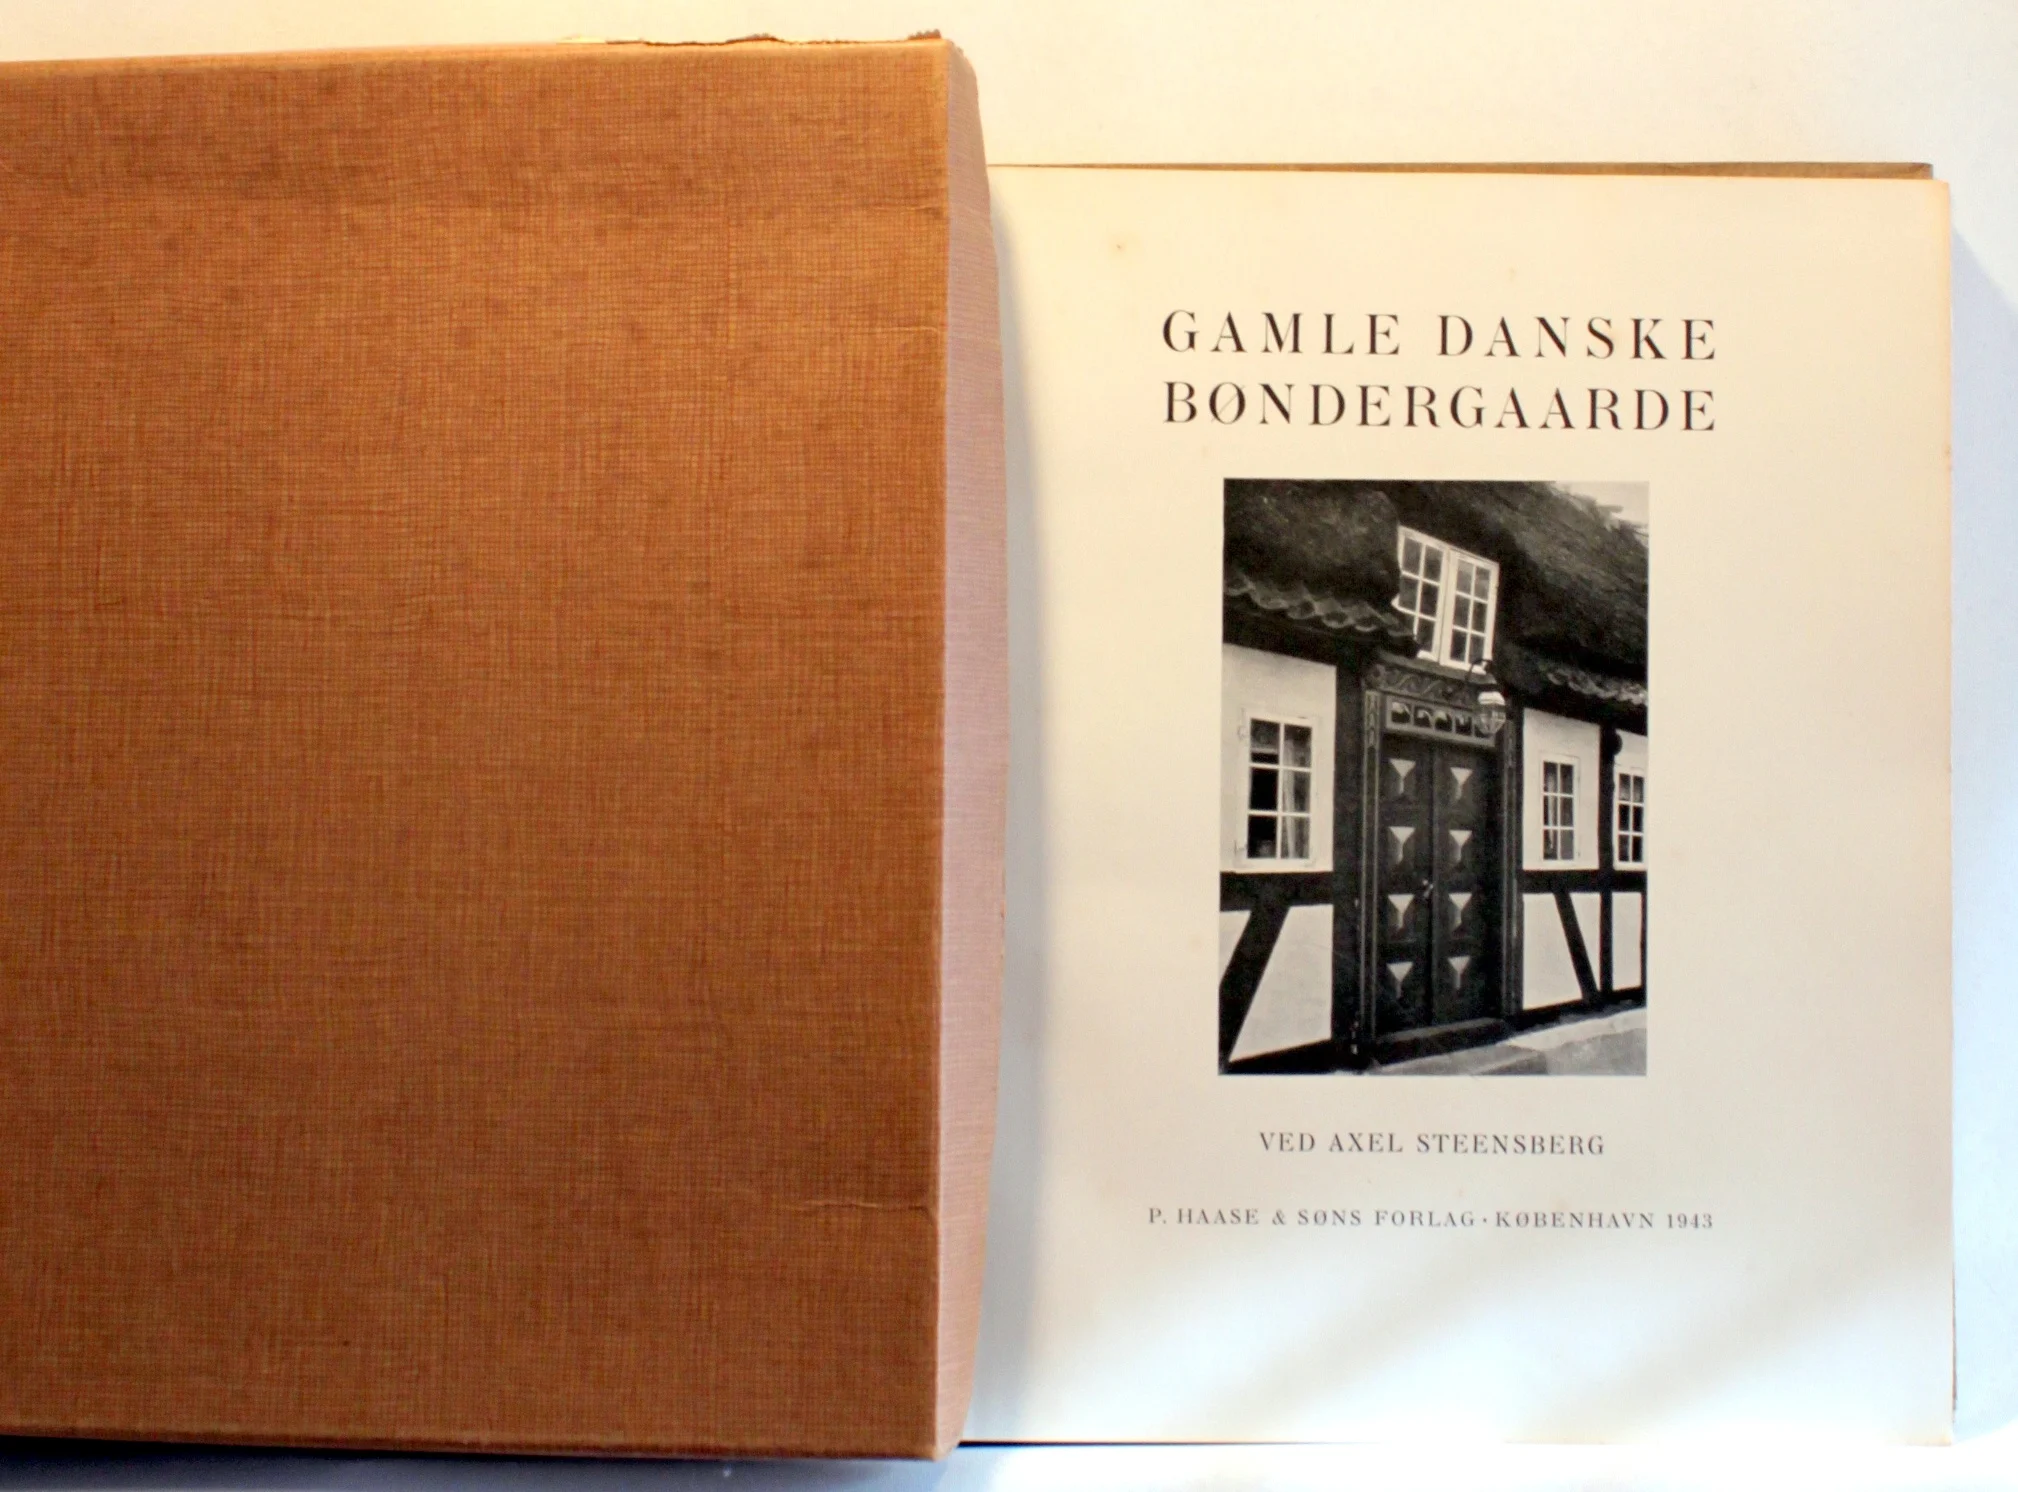 GAMLE DANSKE
BØNDERGAARDE
VED AXEL STEENSBERG
P. HAASE & SØNS FORLAG · KØBENHAVN 1943